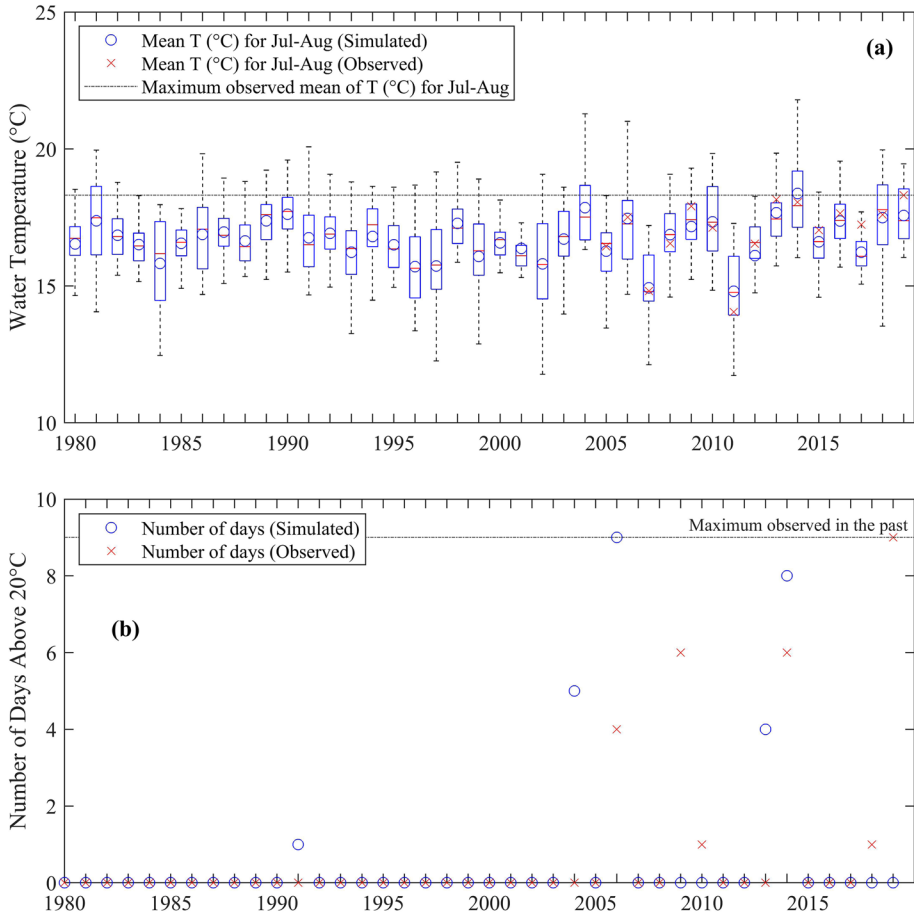 25
20
15
10
Water Temperature (°C)
Mean T (°C) for Jul-Aug (Simulated)
Mean T (°C) for Jul-Aug (Observed)
Maximum observed mean of T (°C) for Jul-Aug
(a)
1980 1985 1990 1995 2000 2005 2010 2015
10
8
6
4
2
0
Number of Days Above 20°C
Number of days (Simulated)
Number of days (Observed)
Maximum observed in the past
(b)
1980 1985 1990 1995 2000 2005 2010 2015